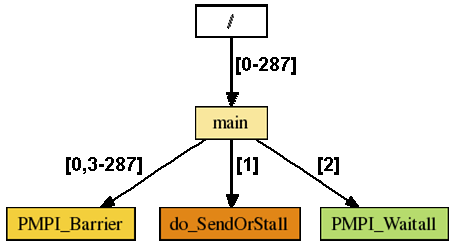 /
[0-287]
main
[0,3-287]
[1]
[2]
PMPI_Barrier
do_SendOrStall
PMPI_Waitall